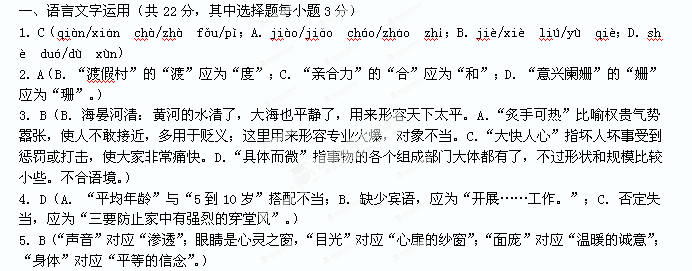 一、语言文字运用（共 22 分，其中选择题每小题 3 分）
1. C（qiàn/xián  chà/zhà  fǒu/pǐ；A. jiào/jiào  cháo/zhāo  zhí；B. jiē/xiè  liú/yù  qiè；D. sh
è  duó/dù  xùn）
2. A（B. “渡假村”的“渡”应为“度”；C. “亲合力”的“合”应为“和”；D. “意兴阑姗”的“姗”
应为“珊”。）
3. B（B. 海晏河清：黄河的水清了，大海也平静了，用来形容天下太平。A．“炙手可热”比喻权贵气势
嚣张，使人不敢接近，多用于贬义；这里用来形容专业火爆，对象不当。C.“大快人心”指坏人坏事受到
惩罚或打击，使大家非常痛快。D．“具体而微”指事物的各个组成部门大体都有了，不过形状和规模比较
小些。不合语境。）
4. D（A. “平均年龄”与“5 到 10 岁”搭配不当；B. 缺少宾语，应为“开展……工作。”；C. 否定失
当，应为“三要防止家中有强烈的穿堂风”。）
5. B（“声音”对应“渗透”；眼睛是心灵之窗，“目光”对应“心扉的纱窗”；“面庞”对应“温暖的诚意”；
“身体”对应“平等的信念”。）